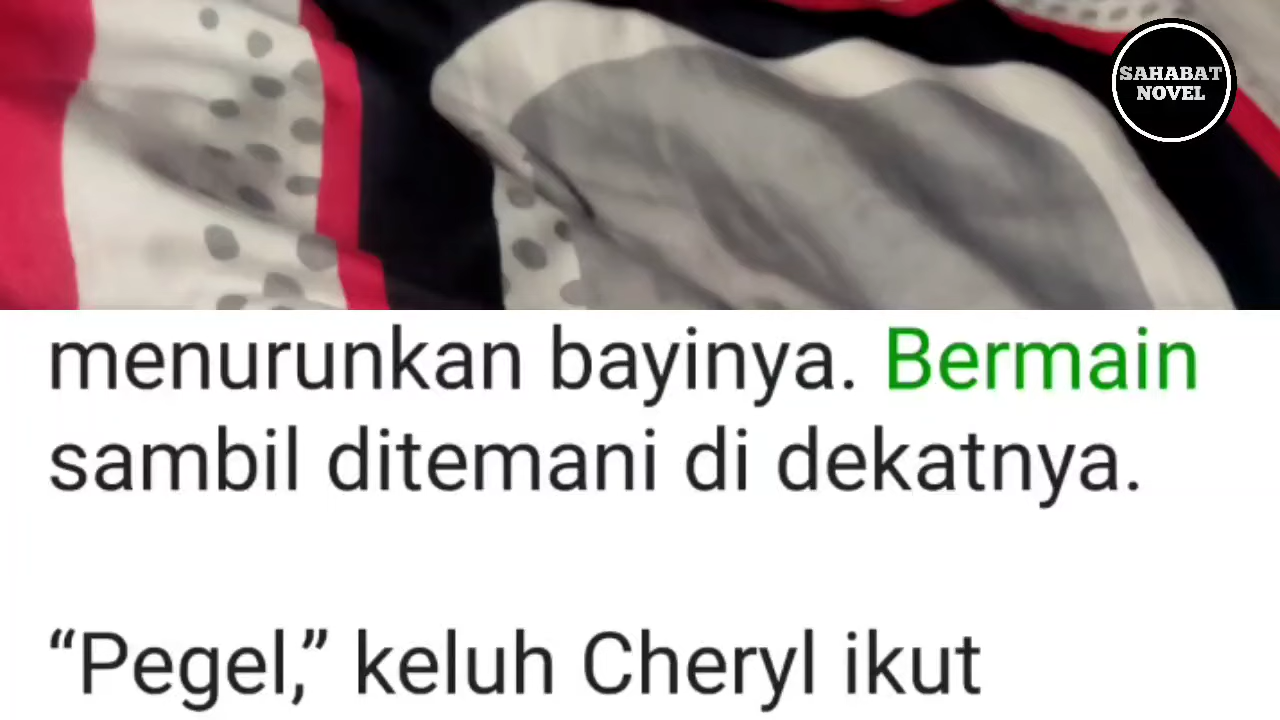 SAHABAT
NOVEL
menurunkan bayinya. Bermain
sambil ditemani di dekatnya.
“Pegel,” keluh Cheryl ikut